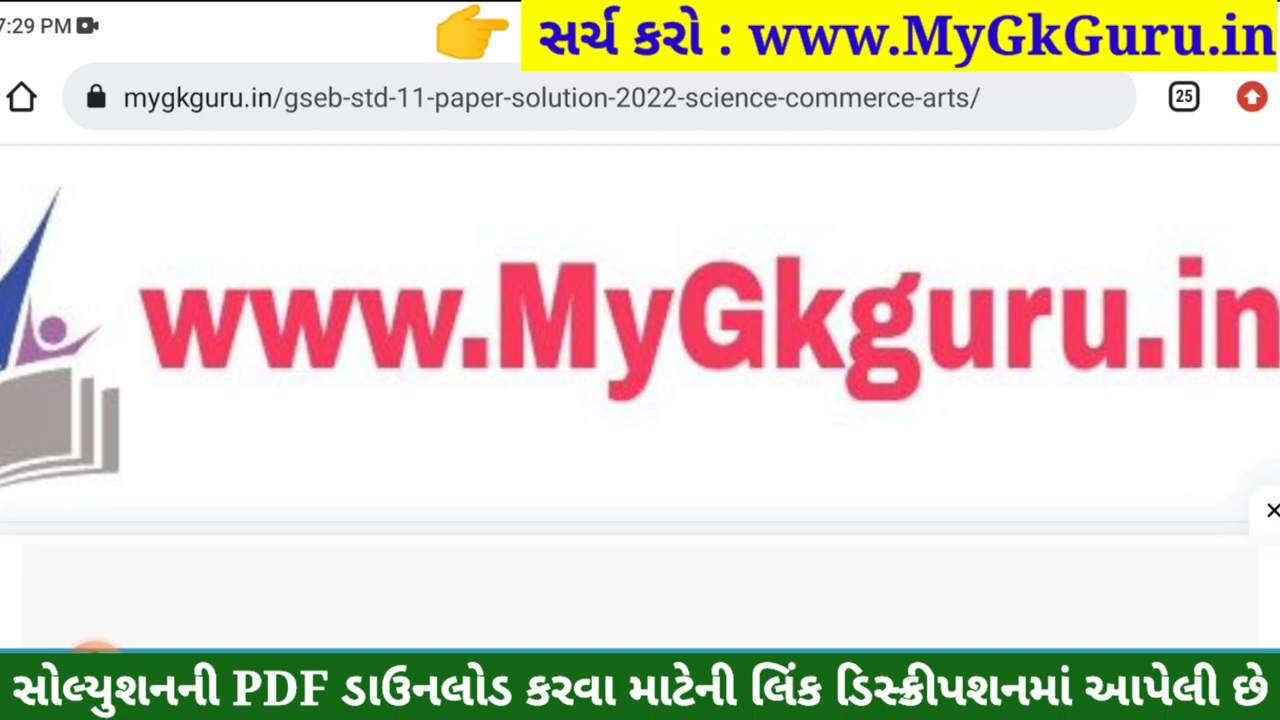 7:29 PM
સર્ચ કરો : www.MyGkGuru.in
mygkguru.in/gseb-std-11-paper-solution-2022-science-commerce-arts/
25
www.MyGkguru.in
સોલ્યુશનની PDF ડાઉનલોડ કરવા માટેની લિંક ડિસ્ક્રીપશનમાં આપેલી છે